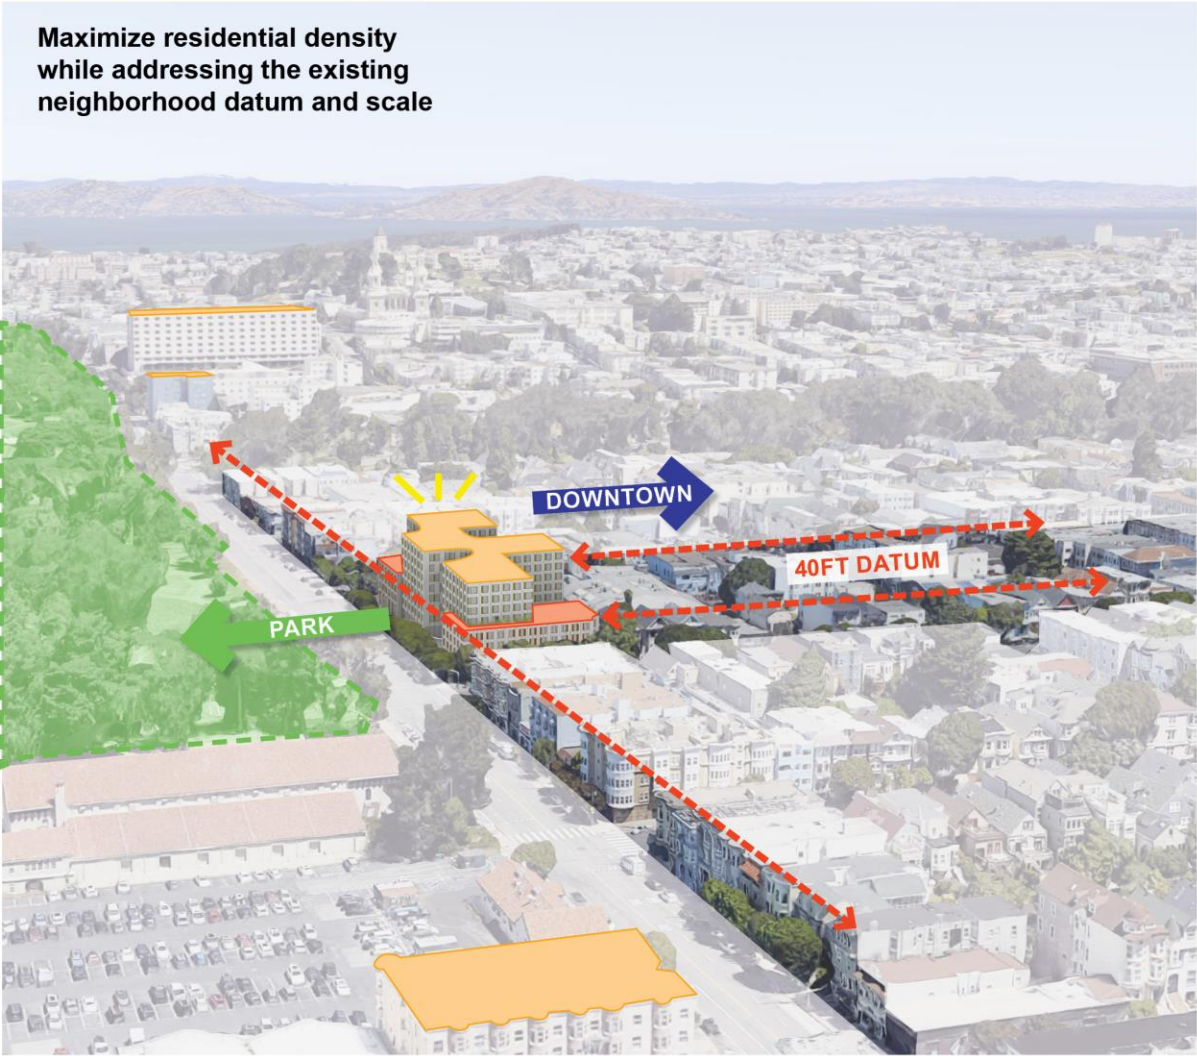 Maximize residential density
while addressing the existing
neighborhood datum and scale
DOWNTOWN
40FT DATUM
PARK